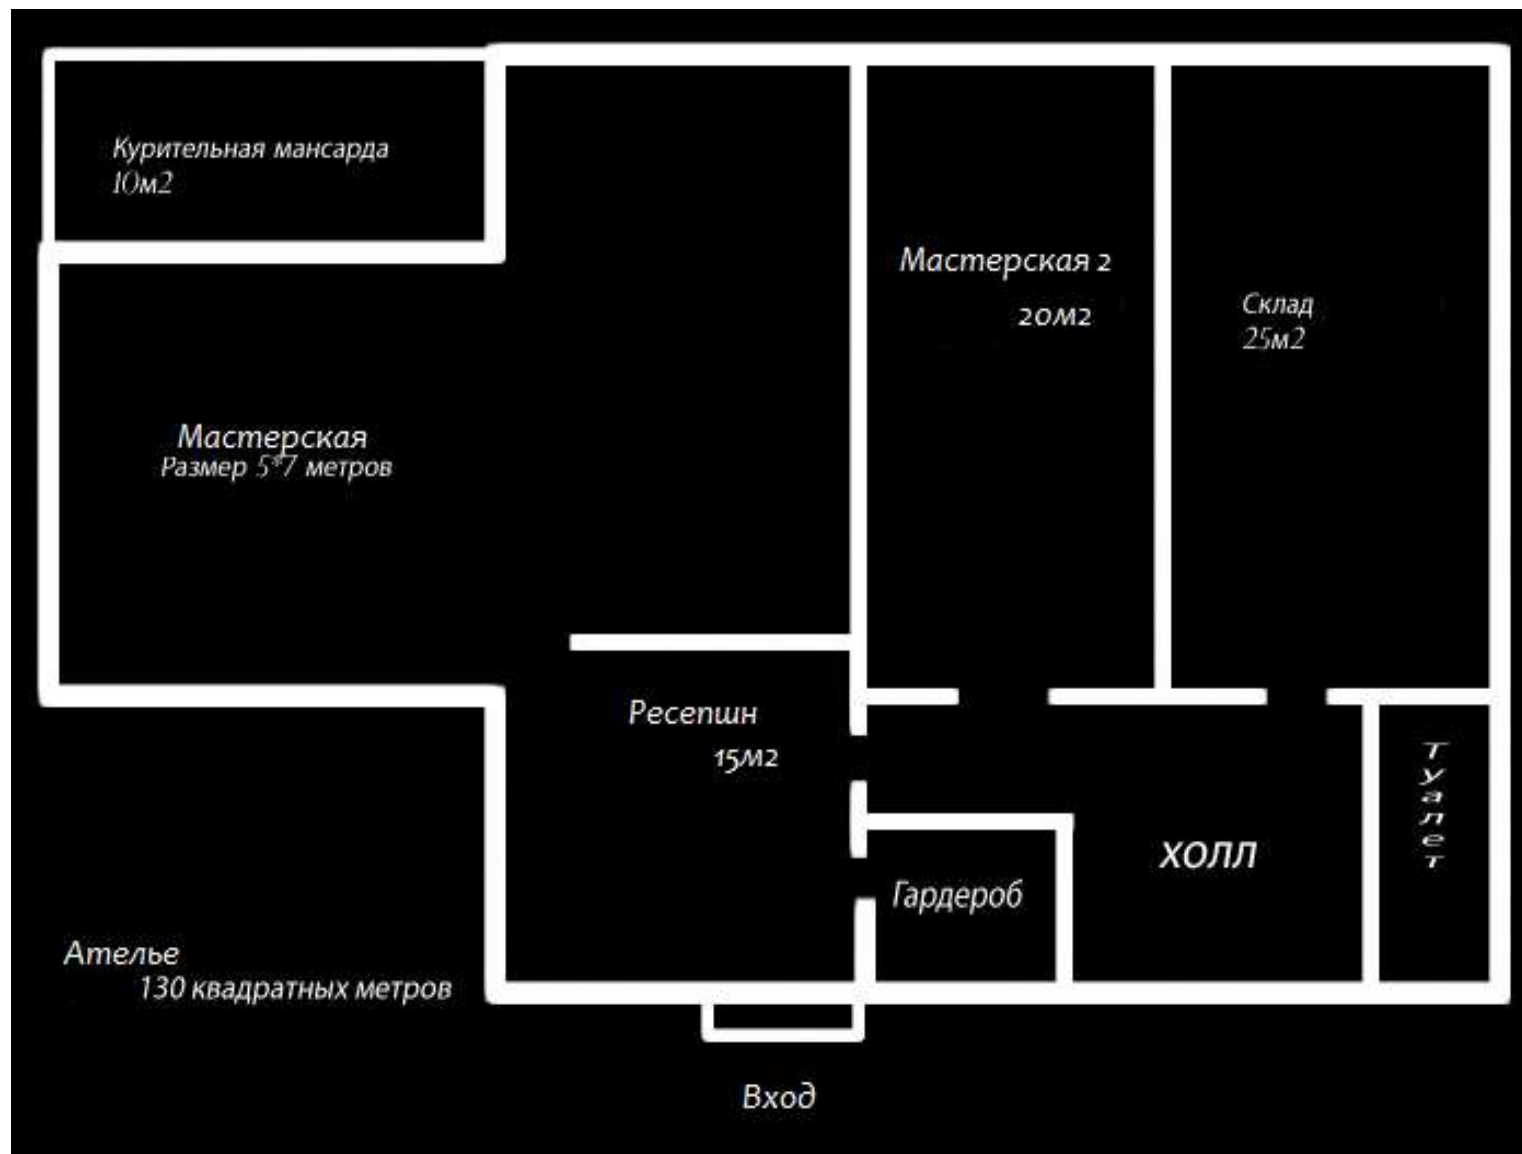 Курительная мансарда
10м2
Мастерская 2
20м2
Склад
25м2
Мастерская
Размер 5*7 метров
Ресепшн
15м2
Туалет
ХОЛЛ
Гардероб
Ателье
130 квадратных метров
Вход